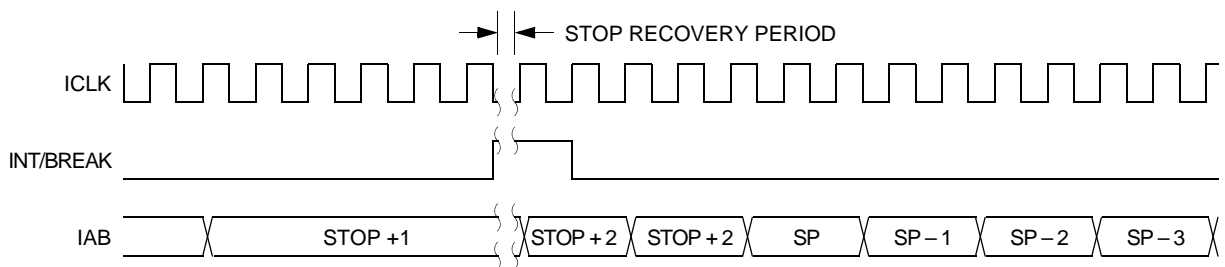 STOP RECOVERY PERIOD
ICLK
INT/BREAK
IAB STOP +1 STOP + 2 STOP + 2 SP SP – 1 SP – 2 SP – 3